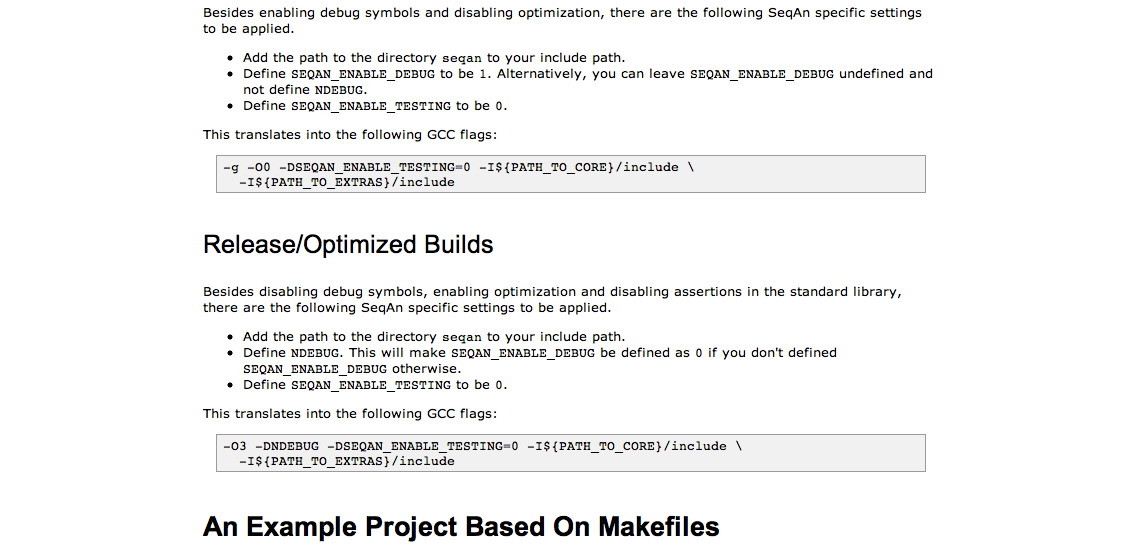 Besides enabling debug symbols and disabling optimization, there are the following SeqAn specific settings
to be applied.
• Add the path to the directory seqan to your include path.
• Define SEQAN_ENABLE_DEBUG to be 1. Alternatively, you can leave SEQAN_ENABLE_DEBUG undefined and
not define NDEBUG.
• Define SEQAN_ENABLE_TESTING to be 0.
This translates into the following GCC flags:
-g -O0 -DSEQAN_ENABLE_TESTING=0 -I${PATH_TO_CORE}/include \
-I${PATH_TO_EXTRAS}/include
Release/Optimized Builds
Besides disabling debug symbols, enabling optimization and disabling assertions in the standard library,
there are the following SeqAn specific settings to be applied.
• Add the path to the directory seqan to your include path.
• Define NDEBUG. This will make SEQAN_ENABLE_DEBUG be defined as 0 if you don't defined
SEQAN_ENABLE_DEBUG otherwise.
• Define SEQAN_ENABLE_TESTING to be 0.
This translates into the following GCC flags:
-O3 -DNDEBUG -DSEQAN_ENABLE_TESTING=0 -I${PATH_TO_CORE}/include \
-I${PATH_TO_EXTRAS}/include
An Example Project Based On Makefiles